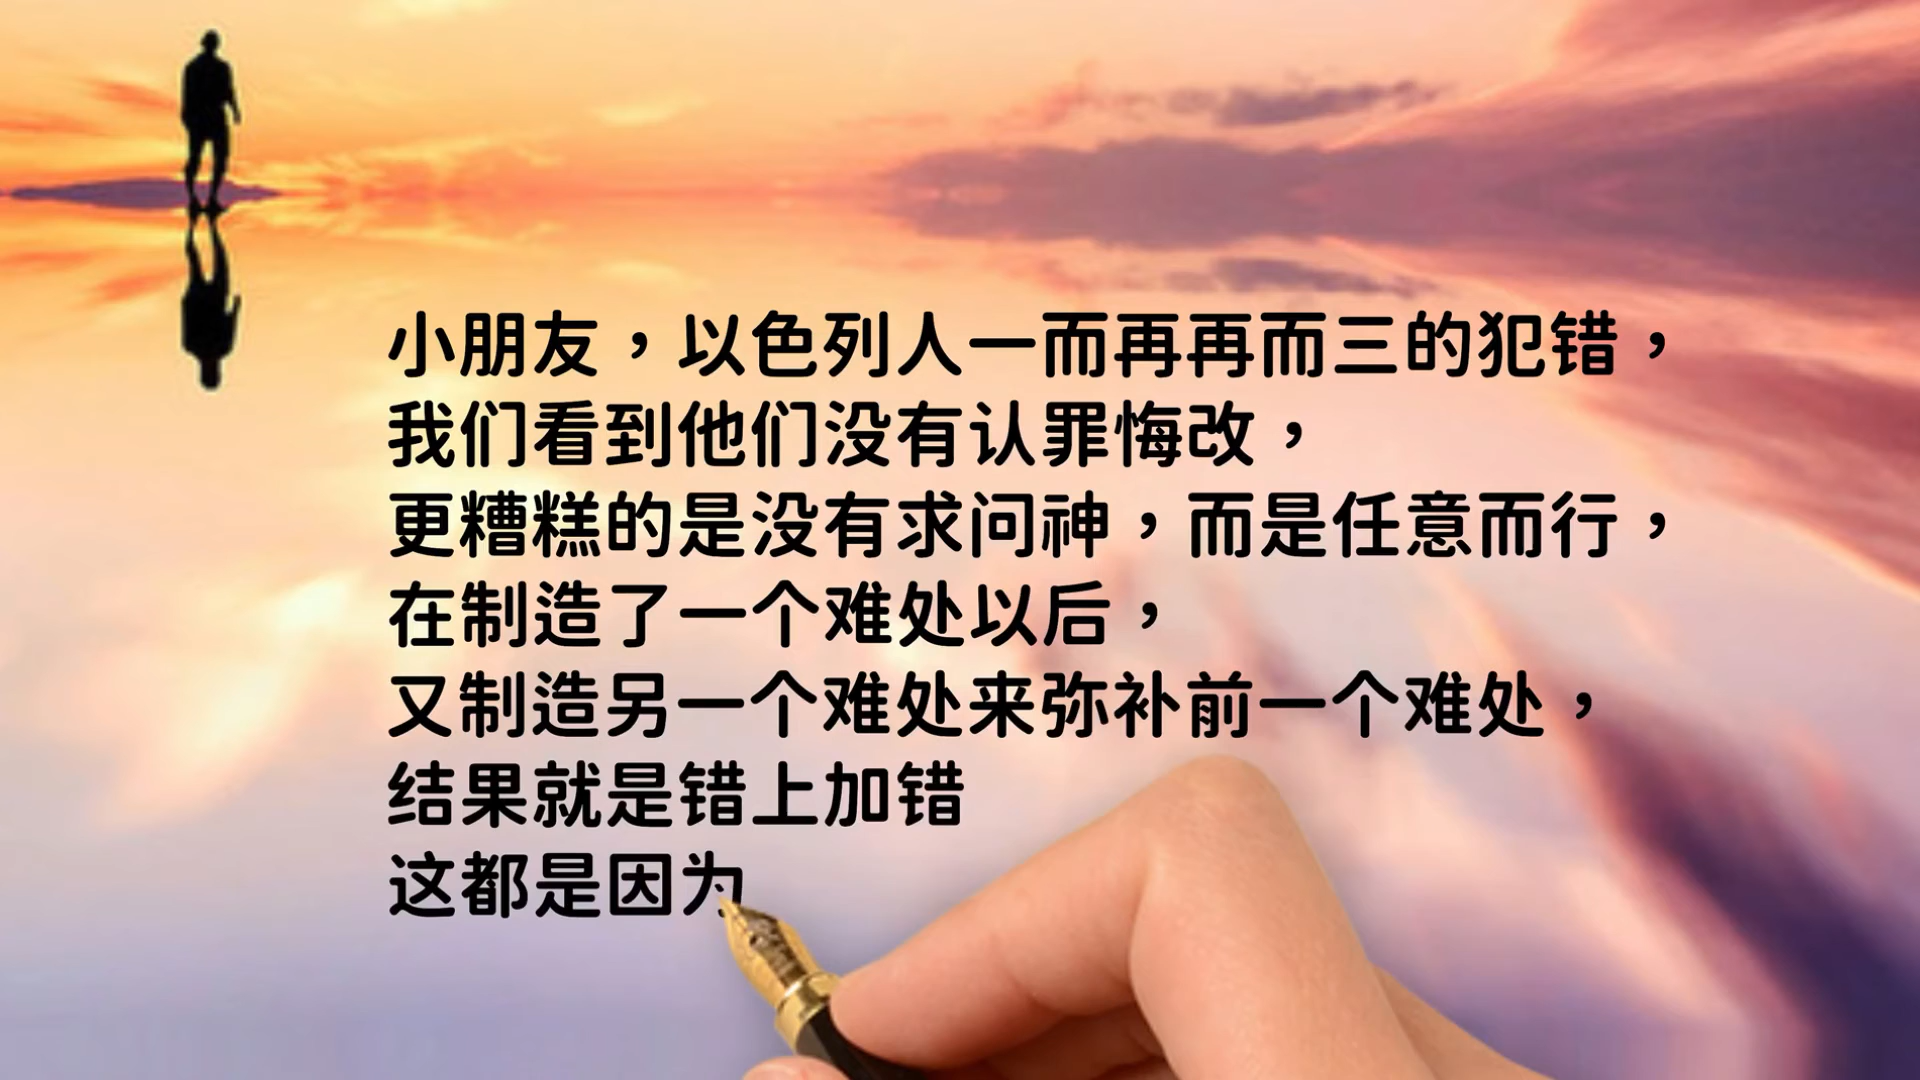 小朋友，以色列人一而再再而三的犯错，
我们看到他们没有认罪悔改，
更糟糕的是没有求问神，而是任意而行，
在制造了一个难处以后，
又制造另一个难处来弥补前一个难处，
结果就是错上加错
这都是因为